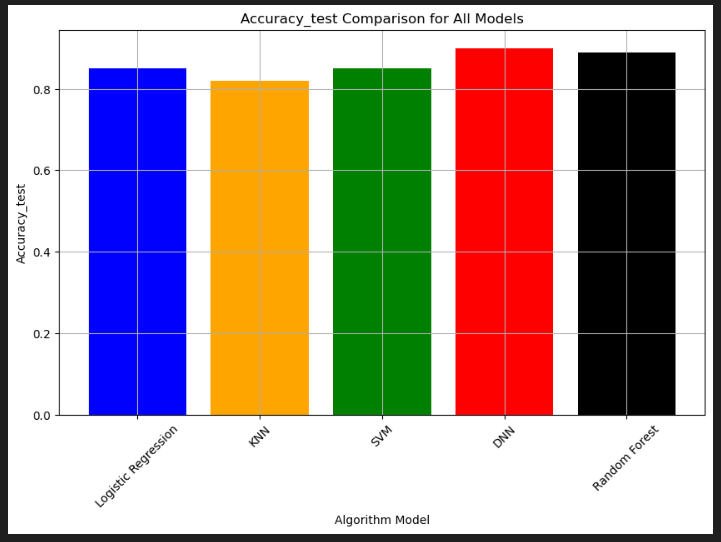 Accuracy_test Comparison for All Models
Accuracy_test
0.8
0.6
0.4
0.2
0.0
Logistic Regression
KNN
SVM
DNN
Random Forest
Algorithm Model